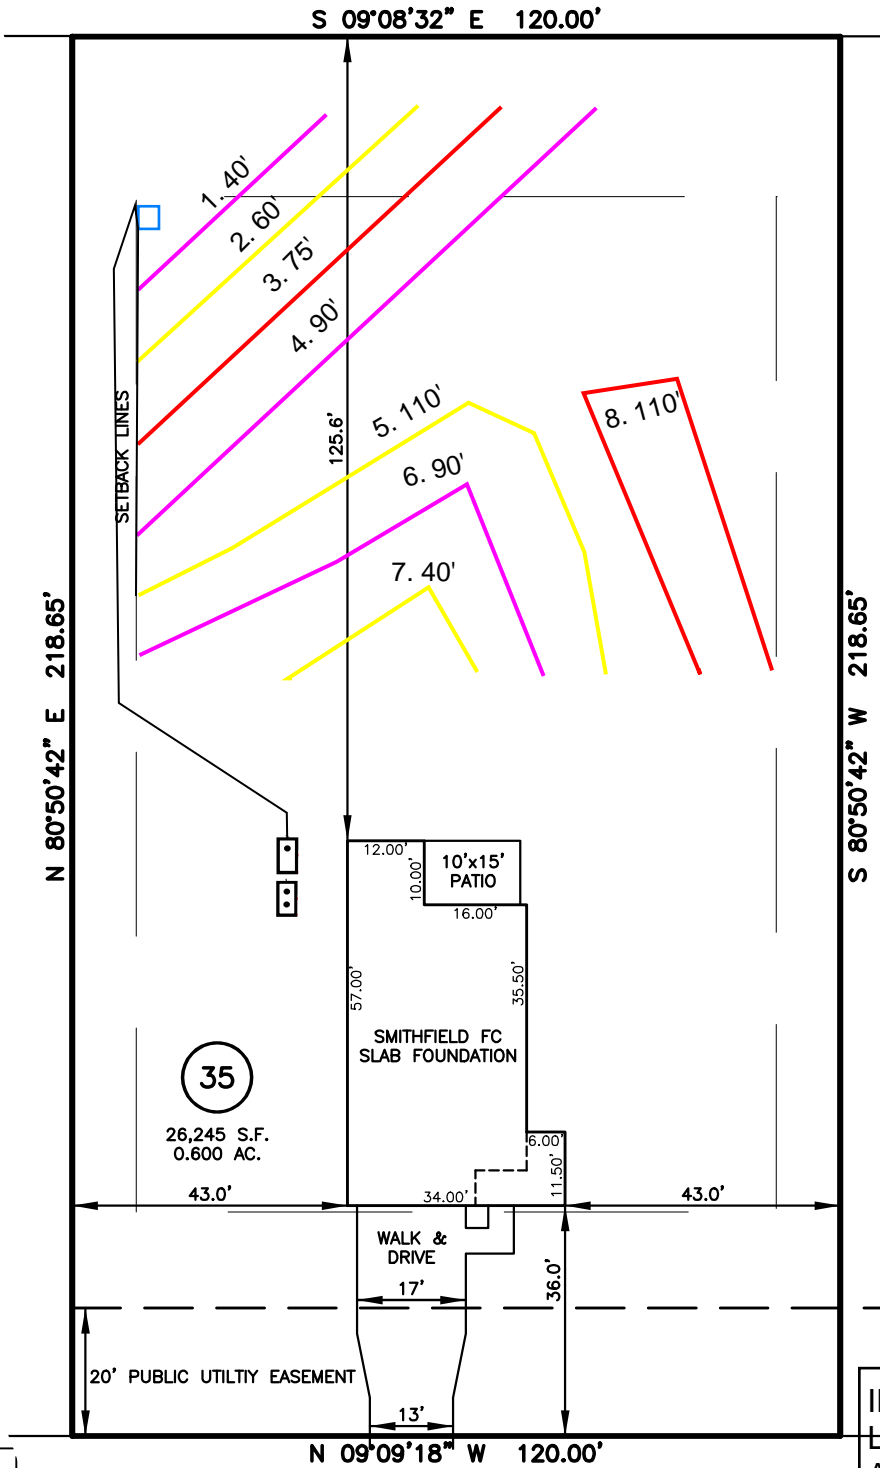 S 09°08'32" E 120.00'
1. 40'
2. 60'
3. 75'
4. 90'
5. 110'
6. 90'
7. 40'
8. 110'
125.6'
SETBACK LINES
N 80°50'42" E 218.65'
S 80°50'42" W 218.65'
12.00'
10.00'
10'x15'
PATIO
16.00'
57.00'
35.50'
SMITHFIELD FC
SLAB FOUNDATION
35
26,245 S.F.
0.600 AC.
6.00'
11.50'
34.00'
43.0'
43.0'
WALK &
DRIVE
36.0'
17'
20' PUBLIC UTILTIY EASEMENT
13'
N 09°09'18" W 120.00'